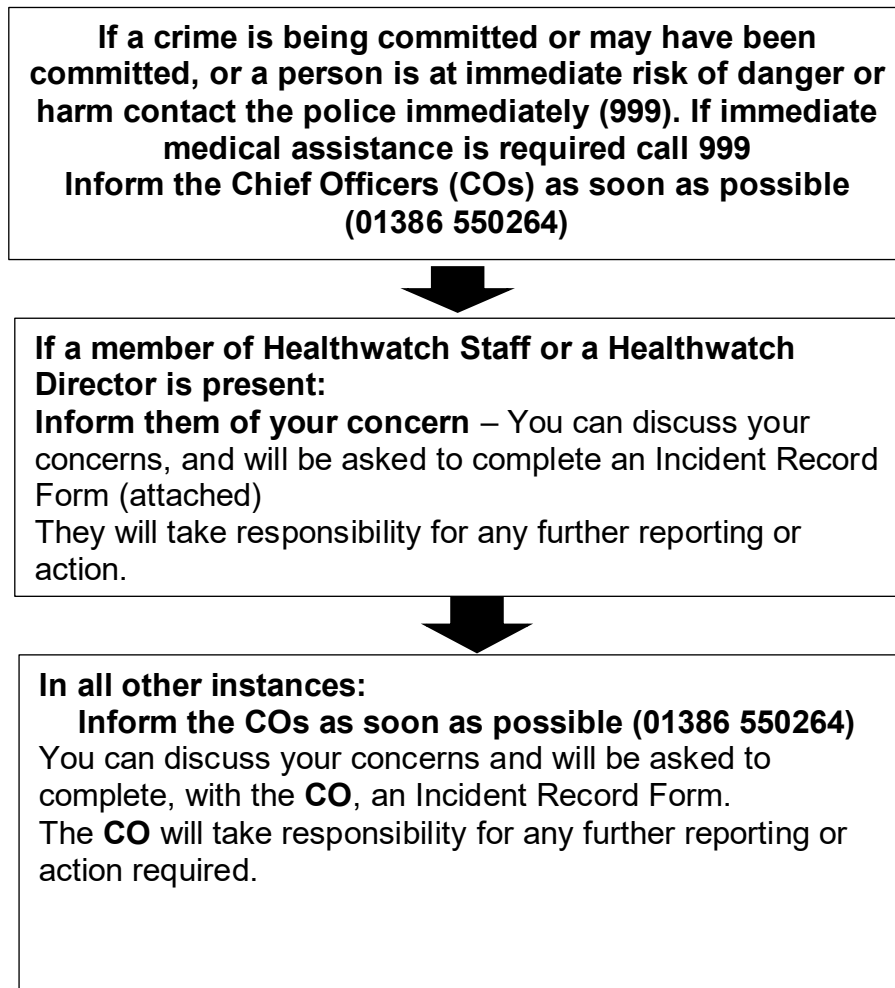 If a crime is being committed or may have been
committed, or a person is at immediate risk of danger or
harm contact the police immediately (999). If immediate
medical assistance is required call 999
Inform the Chief Officers (COs) as soon as possible
(01386 550264)
If a member of Healthwatch Staff or a Healthwatch
Director is present:
Inform them of your concern – You can discuss your
concerns, and will be asked to complete an Incident Record
Form (attached)
They will take responsibility for any further reporting or
action.
In all other instances:
Inform the COs as soon as possible (01386 550264)
You can discuss your concerns and will be asked to
complete, with the CO, an Incident Record Form.
The CO will take responsibility for any further reporting or
action required.